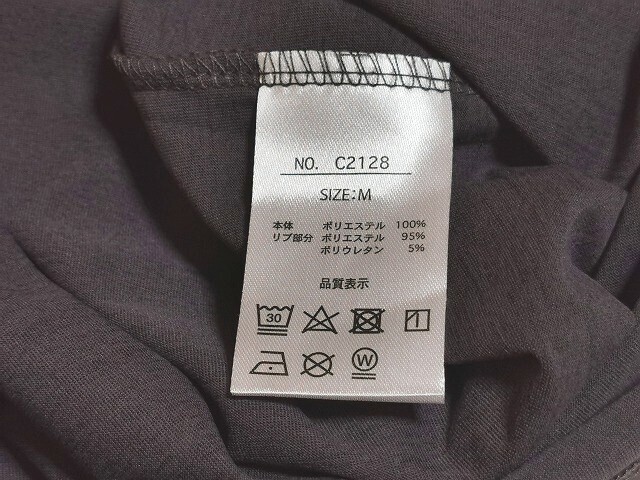 NO. C2128
SIZE:M
本体 ポリエステル 100%
リブ部分 ポリエステル 95%
ポリウレタン 5%
品質表示
30
W